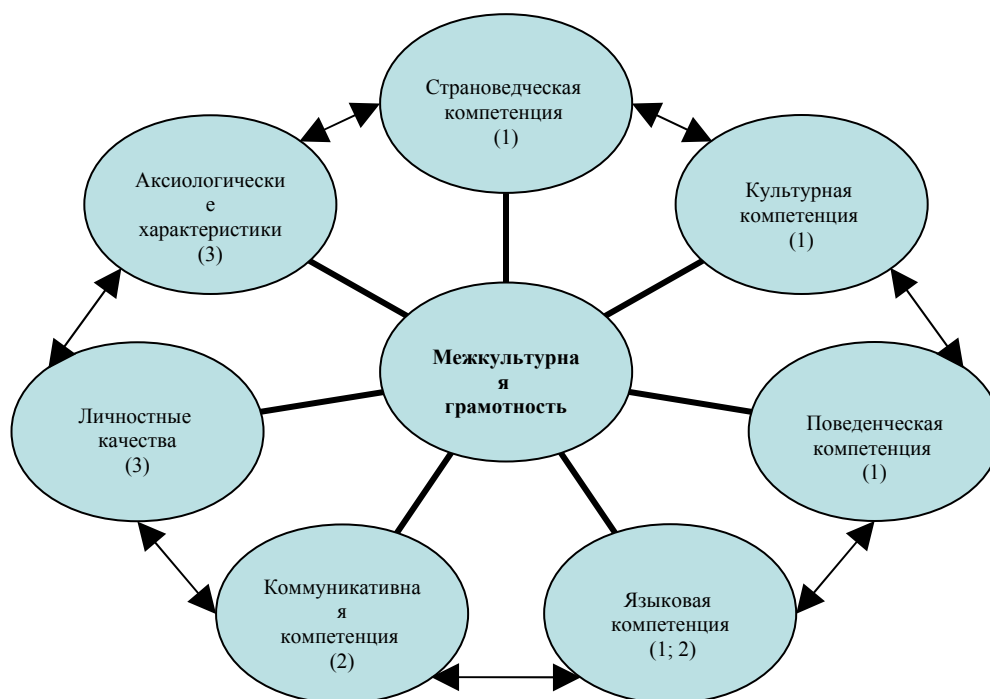 Страноведческая
компетенция
(1)
Аксиологически
е
характеристики
(3)
Культурная
компетенция
(1)
Межкультурна
я
грамотность
Личностные
качества
(3)
Поведенческая
компетенция
(1)
Коммуникативна
я
компетенция
(2)
Языковая
компетенция
(1; 2)